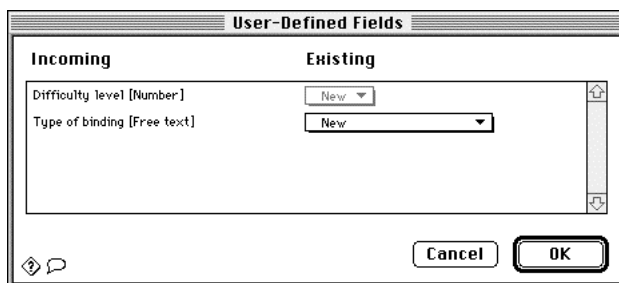 User-Defined Fields
Incoming Existing
Difficulty level [Number] New
Type of binding [Free text] New
Cancel OK